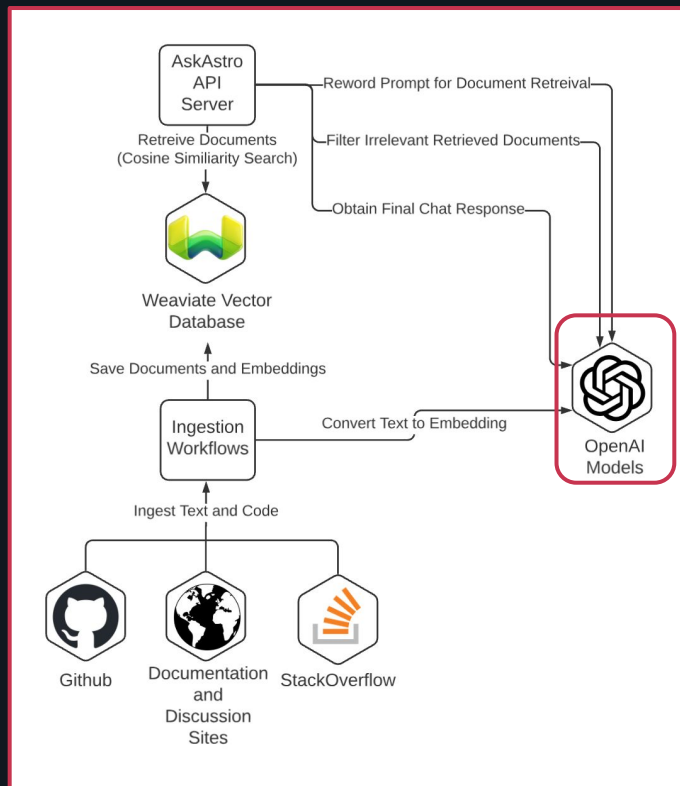 AskAstro
API
Server
Reword Prompt for Document Retreival
Retreive Documents
(Cosine Similiarity Search)
Filter Irrelevant Retrieved Documents
Obtain Final Chat Response
Weaviate Vector
Database
Save Documents and Embeddings
Ingestion
Workflows
Convert Text to Embedding
OpenAI
Models
Ingest Text and Code
Github
Documentation
and
Discussion
Sites
StackOverflow